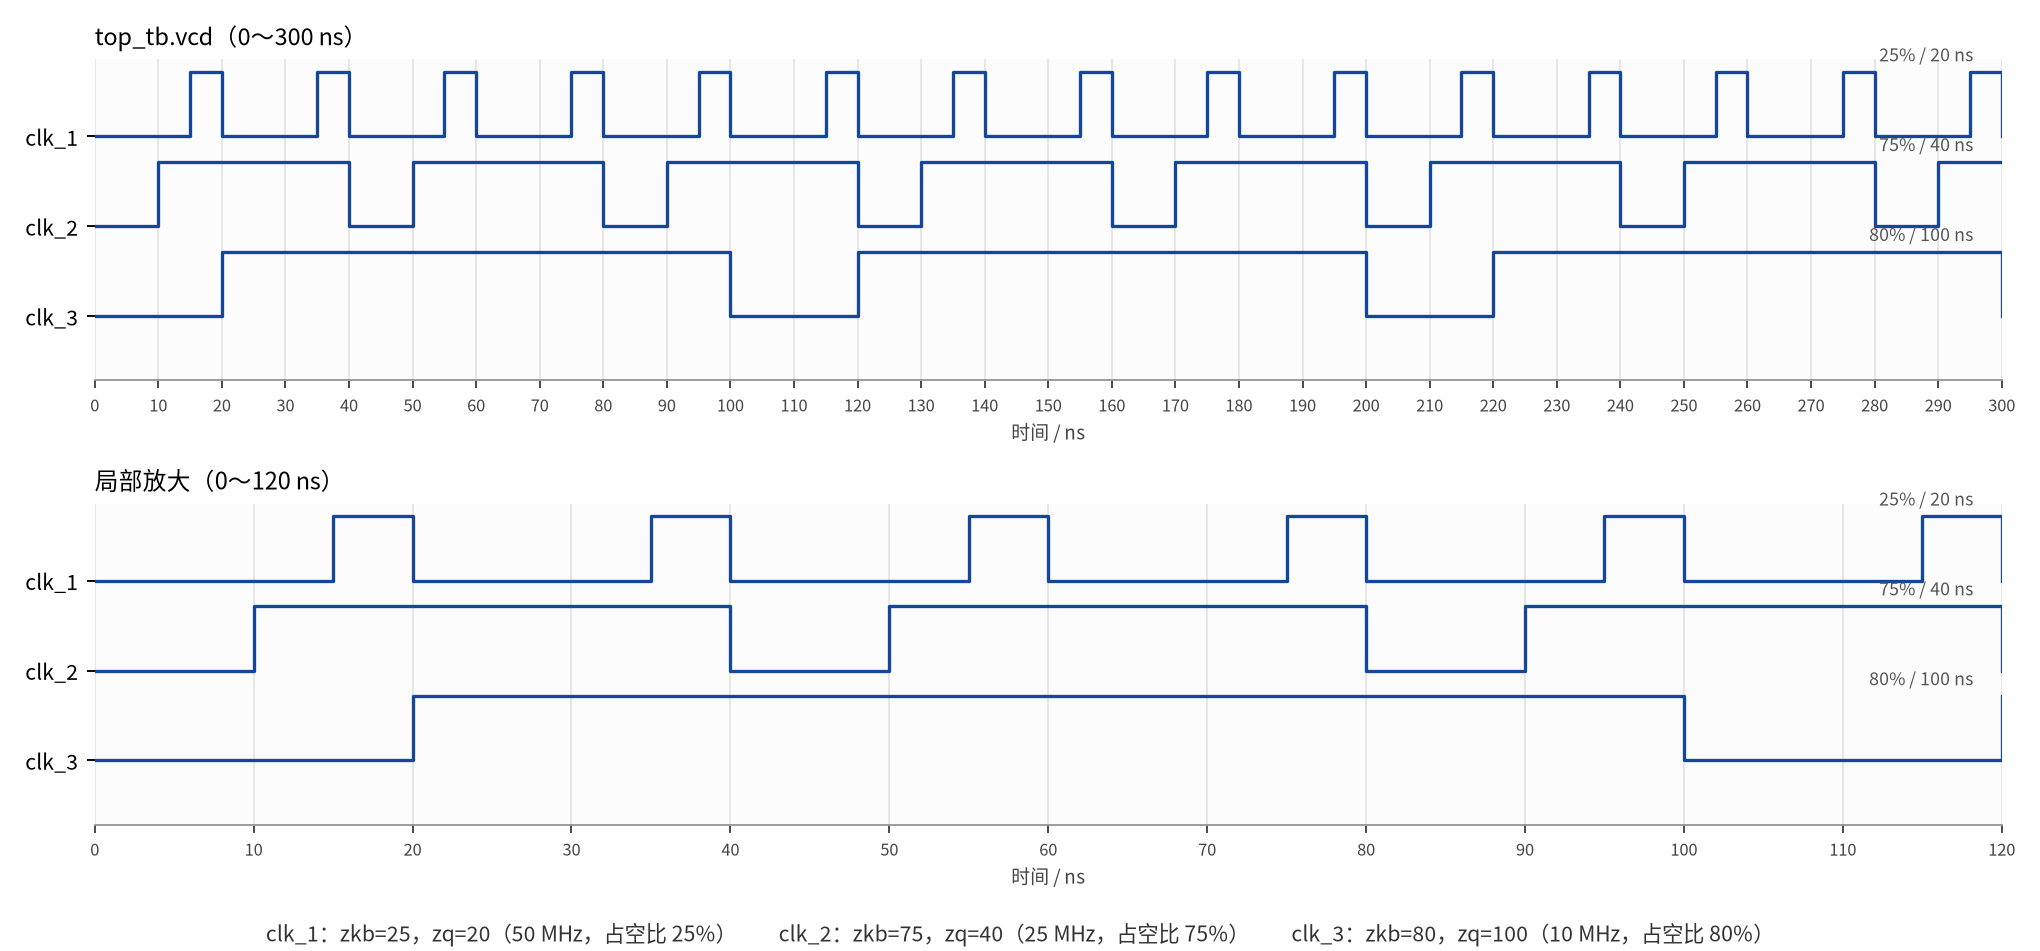 top_tb.vcd（0～300 ns）
25% / 20 ns
clk_1
75% / 40 ns
clk_2
80% / 100 ns
clk_3
0 10 20 30 40 50 60 70 80 90 100 110 120 130 140 150 160 170 180 190 200 210 220 230 240 250 260 270 280 290 300
时间 / ns
局部放大（0～120 ns）
25% / 20 ns
clk_1
75% / 40 ns
clk_2
80% / 100 ns
clk_3
0 10 20 30 40 50 60 70 80 90 100 110 120
时间 / ns
clk_1：zkb=25，zq=20（50 MHz，占空比 25%） clk_2：zkb=75，zq=40（25 MHz，占空比 75%） clk_3：zkb=80，zq=100（10 MHz，占空比 80%）